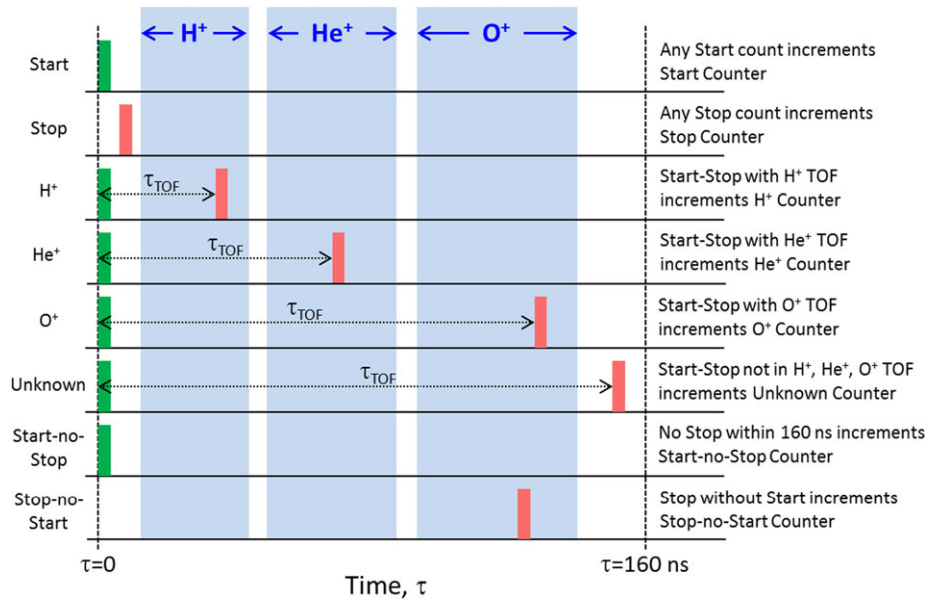 H⁺ He⁺ O⁺
Start
Any Start count increments
Start Counter
Stop
Any Stop count increments
Stop Counter
H⁺
τTOF
Start-Stop with H⁺ TOF
increments H⁺ Counter
He⁺
τTOF
Start-Stop with He⁺ TOF
increments He⁺ Counter
O⁺
τTOF
Start-Stop with O⁺ TOF
increments O⁺ Counter
Unknown
τTOF
Start-Stop not in H⁺, He⁺, O⁺ TOF
increments Unknown Counter
Start-no-
Stop
No Stop within 160 ns increments
Start-no-Stop Counter
Stop-no-
Start
Stop without Start increments
Stop-no-Start Counter
τ=0
τ=160 ns
Time, τ